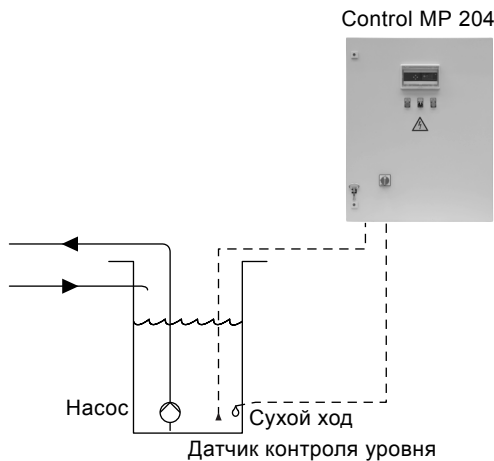 Control MP 204
Насос
Сухой ход
Датчик контроля уровня